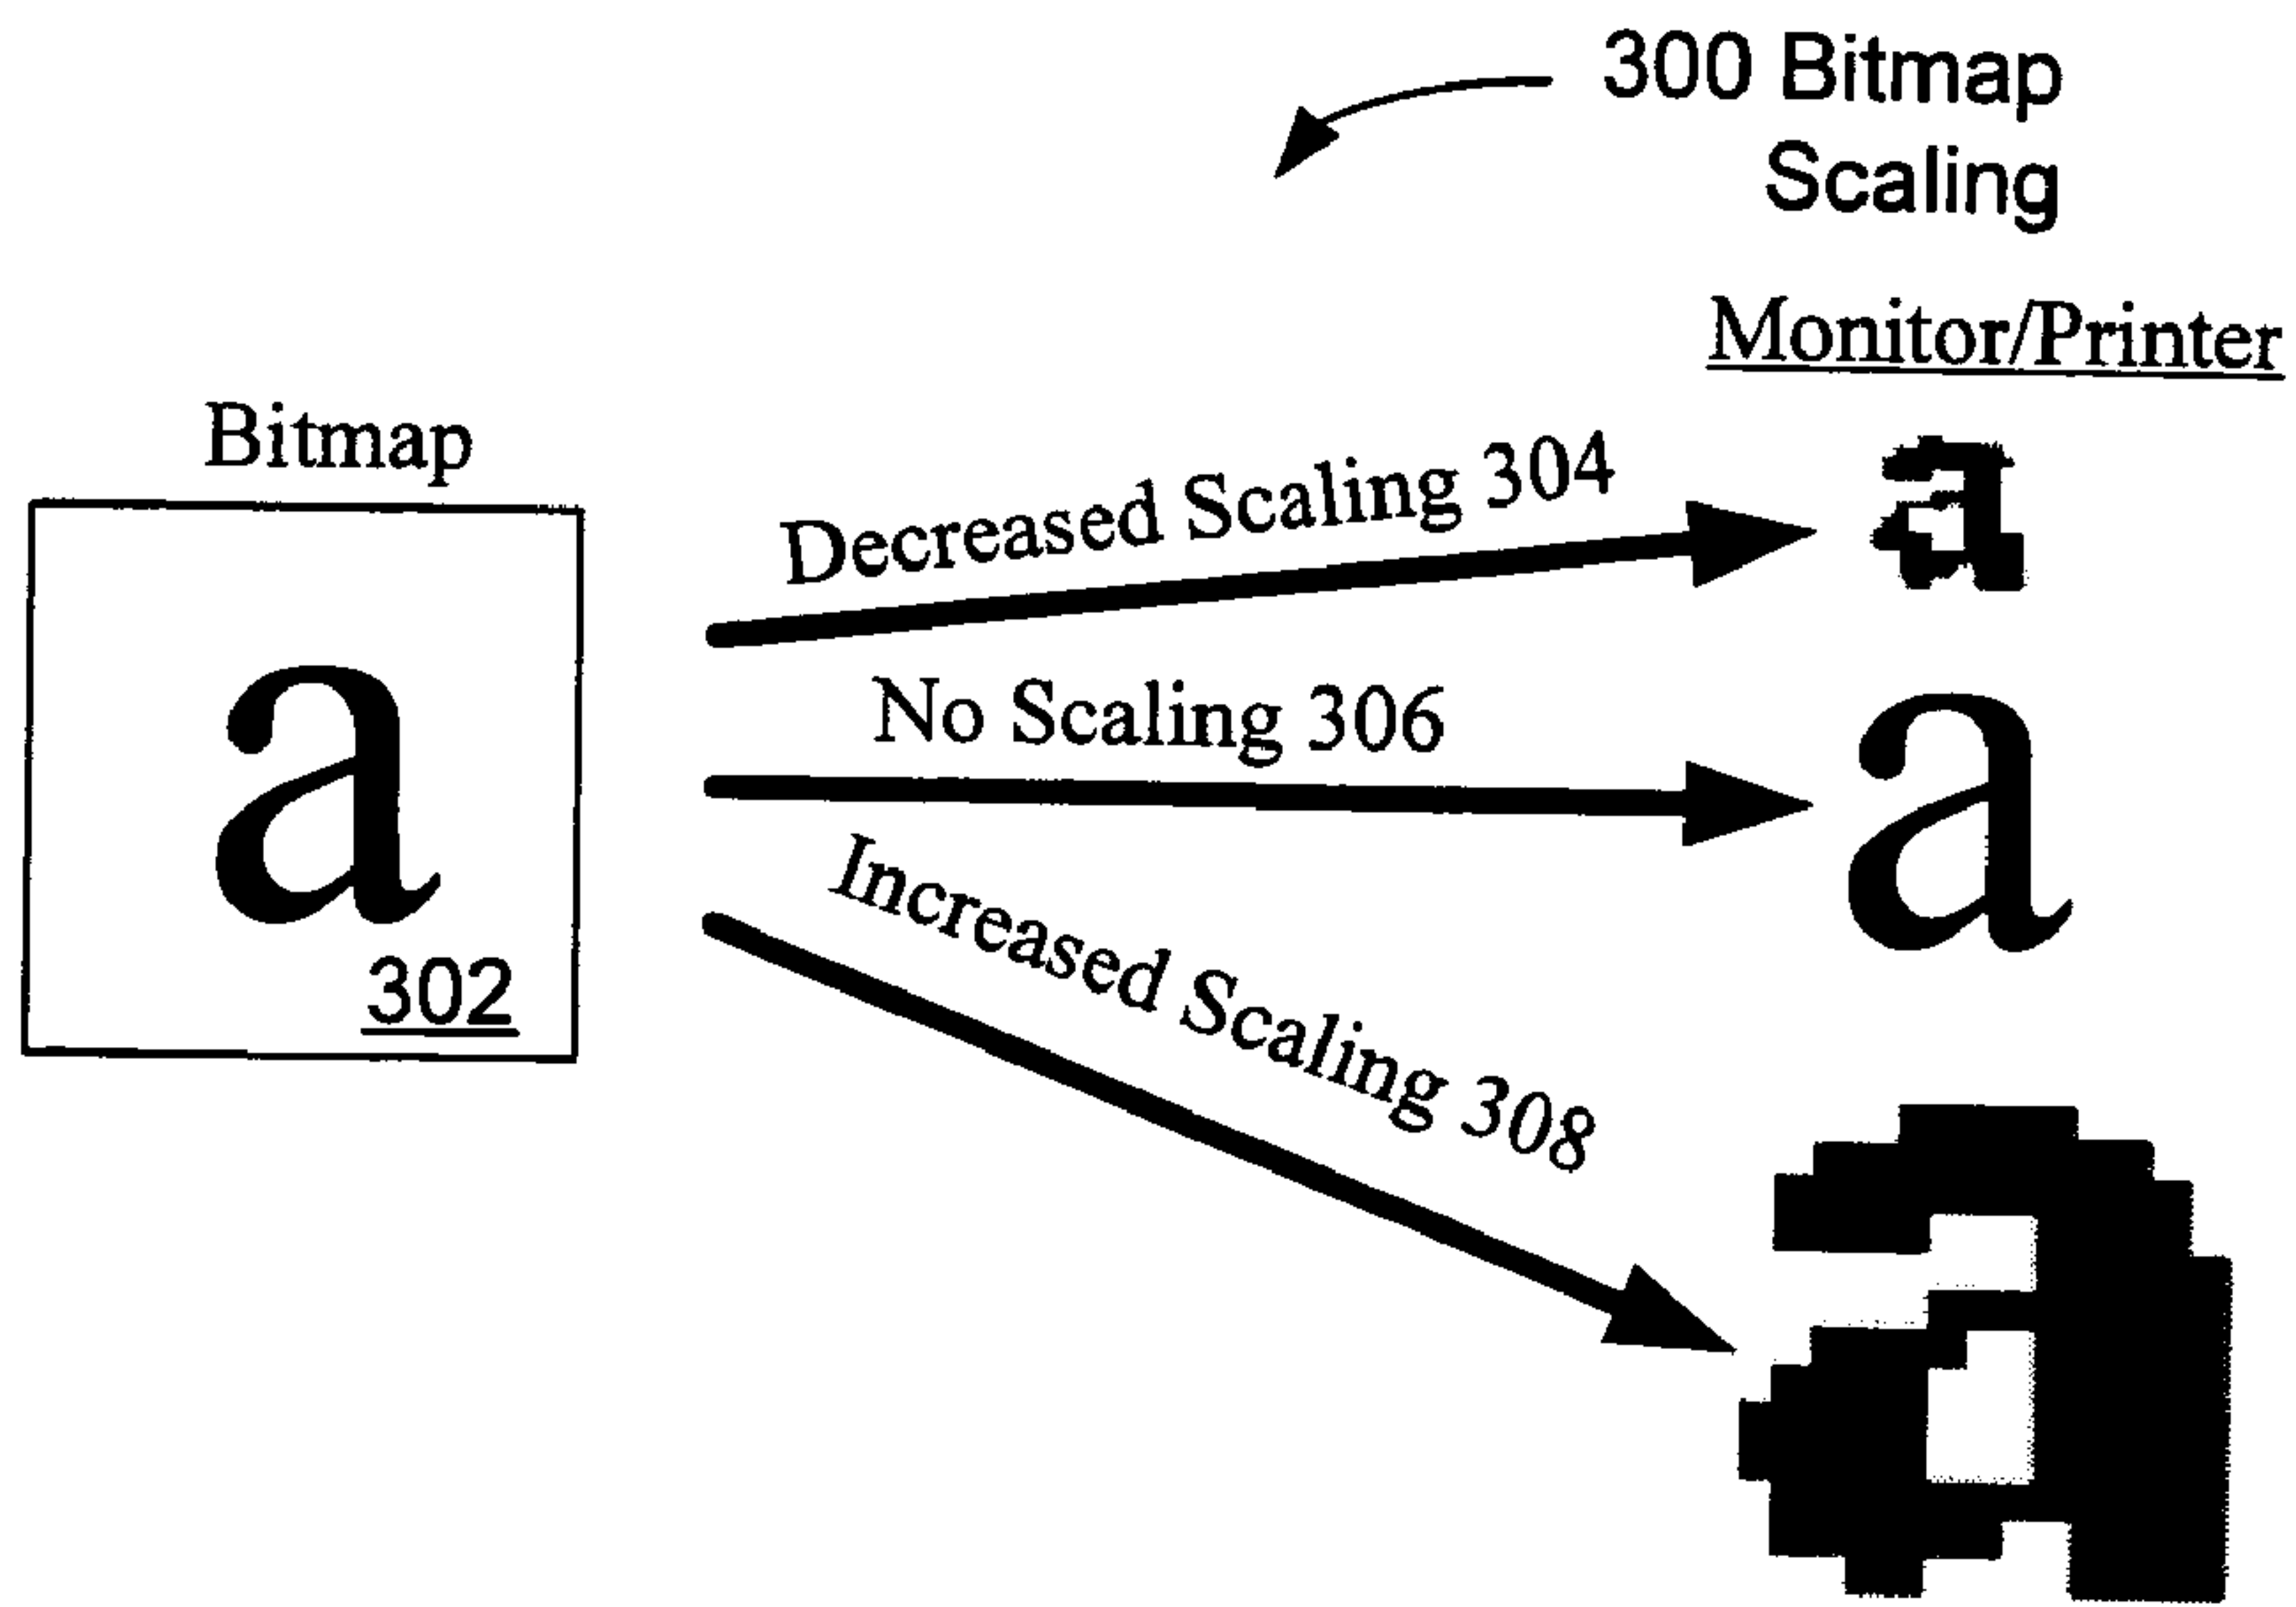 300 Bitmap
Scaling
Monitor/Printer
Bitmap
Decreased Scaling 304
a
a
No Scaling 306
a
302
Increased Scaling 308
a